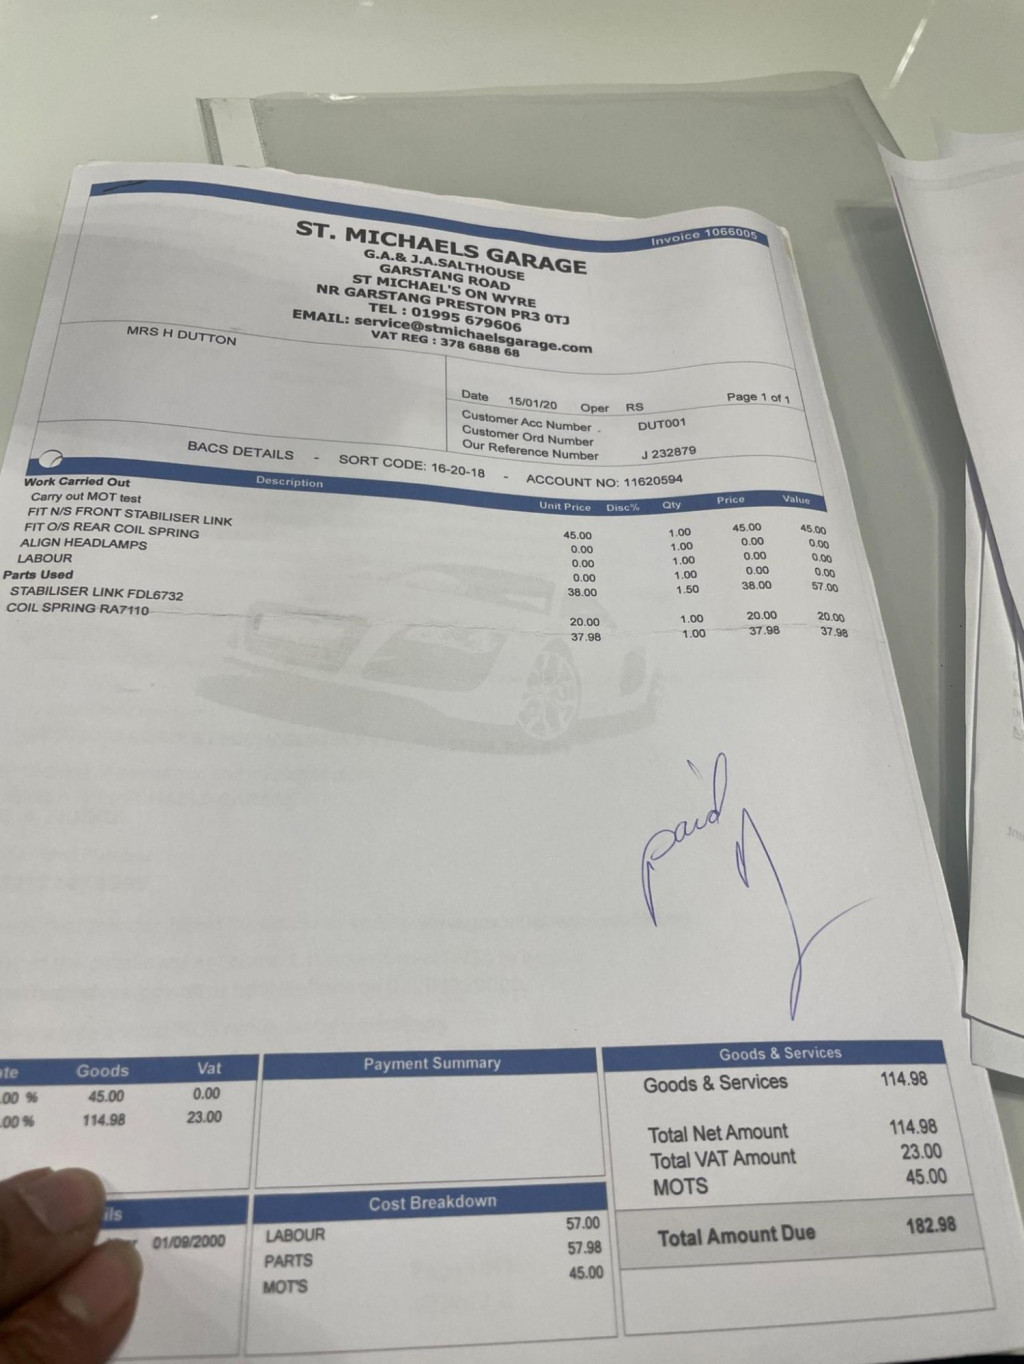 Invoice 1066005
ST. MICHAELS GARAGE
G.A.& J.A.SALTHOUSE
GARSTANG ROAD
ST MICHAEL'S ON WYRE
NR GARSTANG PRESTON PR3 0TJ
TEL : 01995 679606
EMAIL: service@stmichaelsgarage.com
VAT REG : 378 6888 68
MRS H DUTTON
Date 15/01/20 Oper RS Page 1 of 1
Customer Acc Number DUT001
Customer Ord Number
Our Reference Number J 232879
BACS DETAILS - SORT CODE: 16-20-18 - ACCOUNT NO: 11620594
Description Unit Price Disc% Qty Price Value
Work Carried Out
Carry out MOT test 45.00 1.00 45.00 45.00
FIT N/S FRONT STABILISER LINK 0.00 1.00 0.00 0.00
FIT O/S REAR COIL SPRING 0.00 1.00 0.00 0.00
ALIGN HEADLAMPS 0.00 1.00 0.00 0.00
LABOUR 38.00 1.50 38.00 57.00
Parts Used
STABILISER LINK FDL6732 20.00 1.00 20.00 20.00
COIL SPRING RA7110 37.98 1.00 37.98 37.98
paid
Goods Vat
.00 % 45.00 0.00
.00 % 114.98 23.00
01/09/2000
Payment Summary
Cost Breakdown
LABOUR 57.00
PARTS 57.98
MOT'S 45.00
Goods & Services
Goods & Services 114.98
Total Net Amount 114.98
Total VAT Amount 23.00
MOTS 45.00
Total Amount Due 182.98